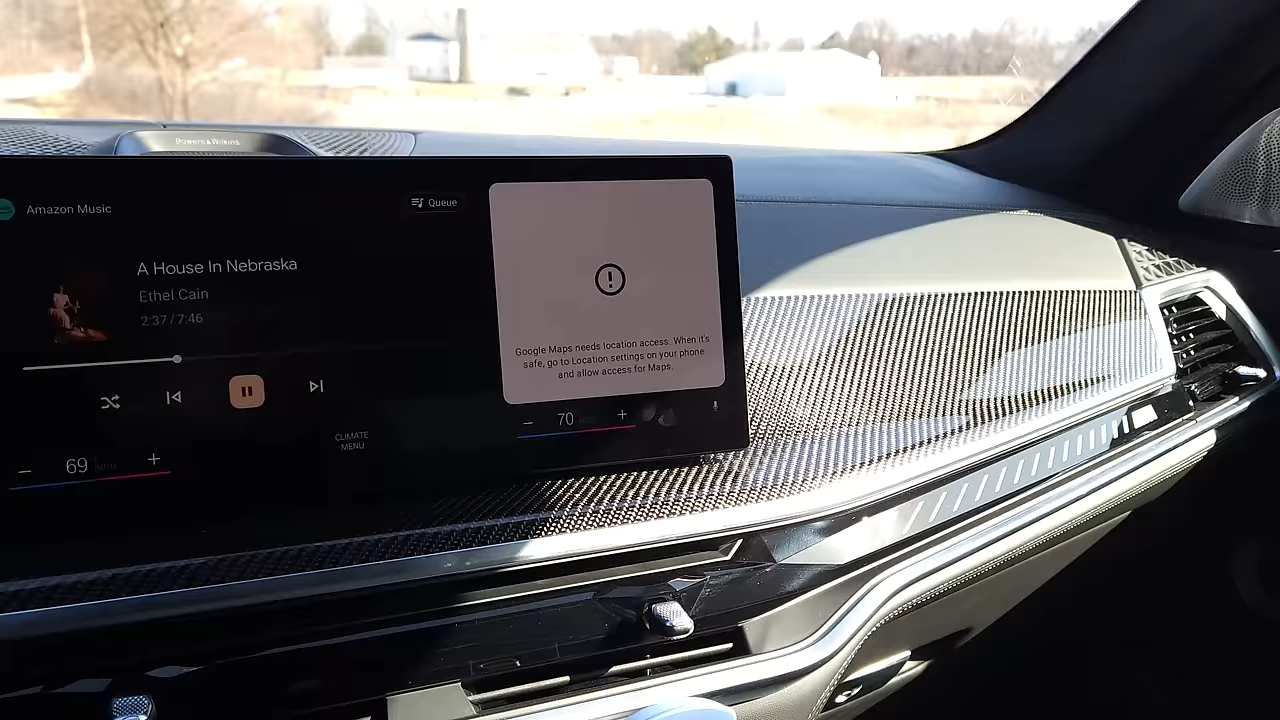 Bowers & Wilkins
Amazon Music
Queue
A House In Nebraska
Ethel Cain
2:37 / 7:46
Google Maps needs location access. When it's
safe, go to Location settings on your phone
and allow access for Maps.
− 70 +
CLIMATE
MENU
− 69 AUTO +